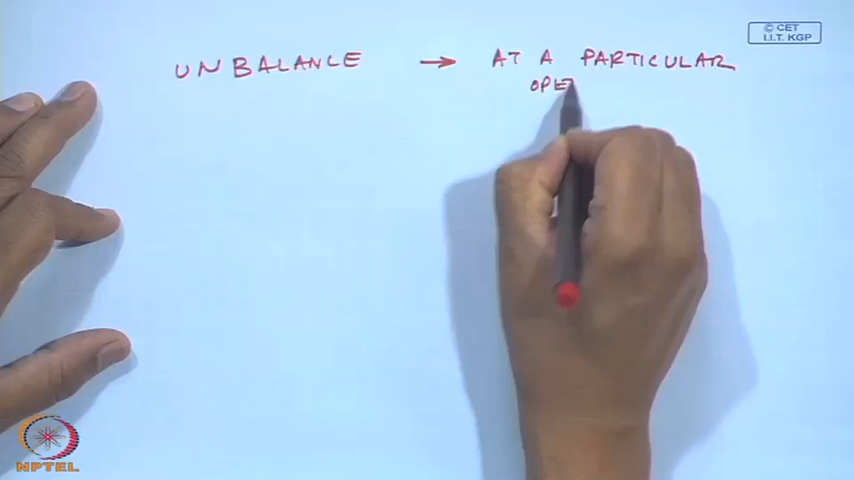 © CET
I.I.T. KGP
UNBALANCE → AT A PARTICULAR
OPE
NPTEL